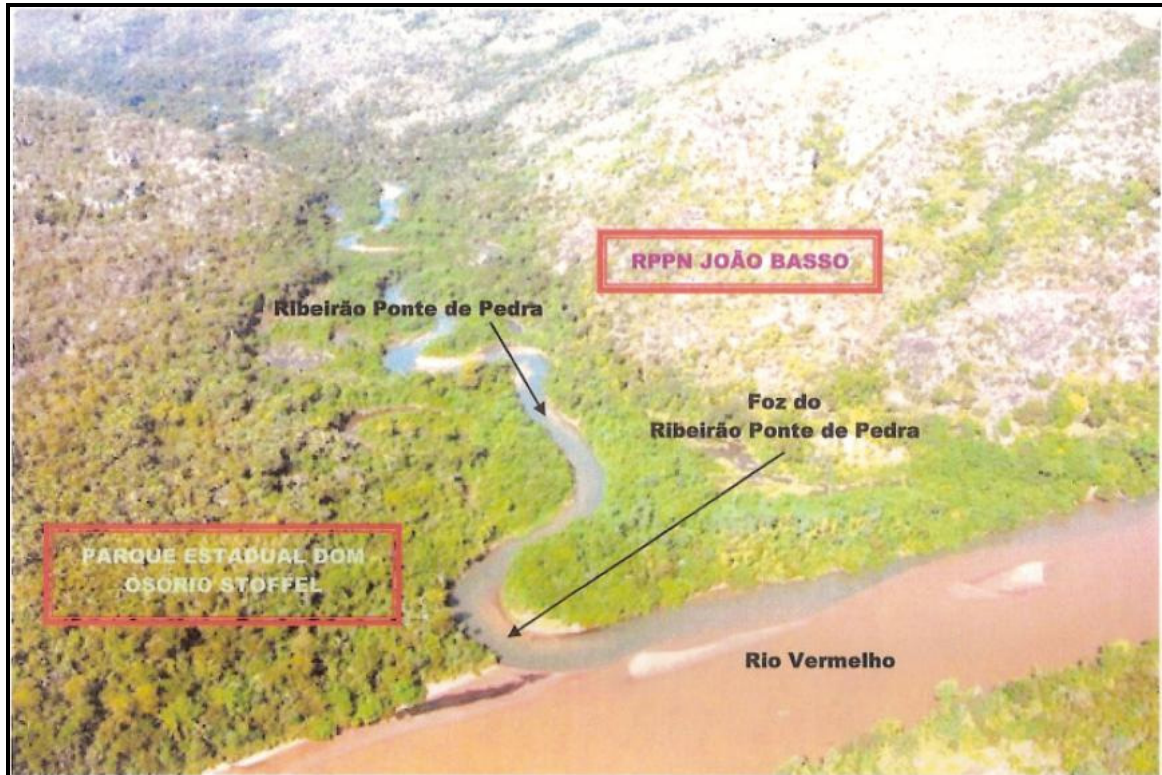 RPPN JOÃO BASSO
Ribeirão Ponte de Pedra
Foz do
Ribeirão Ponte de Pedra
PARQUE ESTADUAL DOM
OSORIO STOFFEL
Rio Vermelho